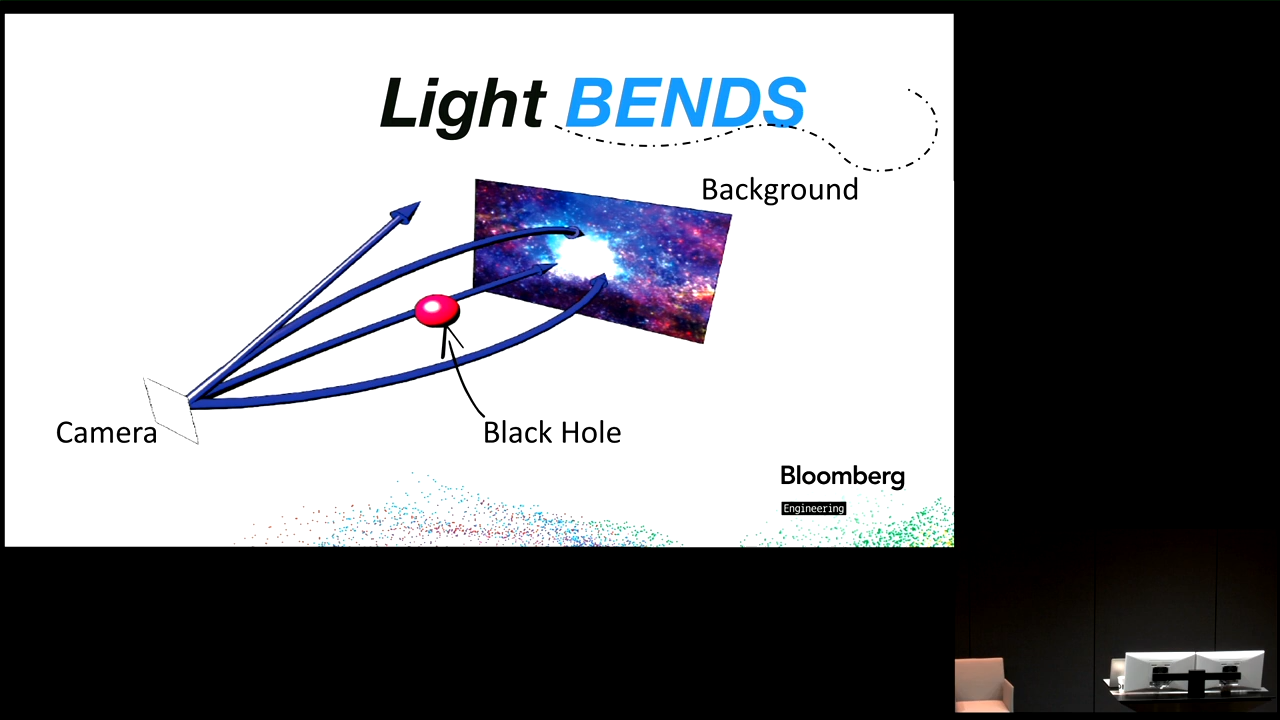 Light BENDS
Background
Camera
Black Hole
Bloomberg
Engineering